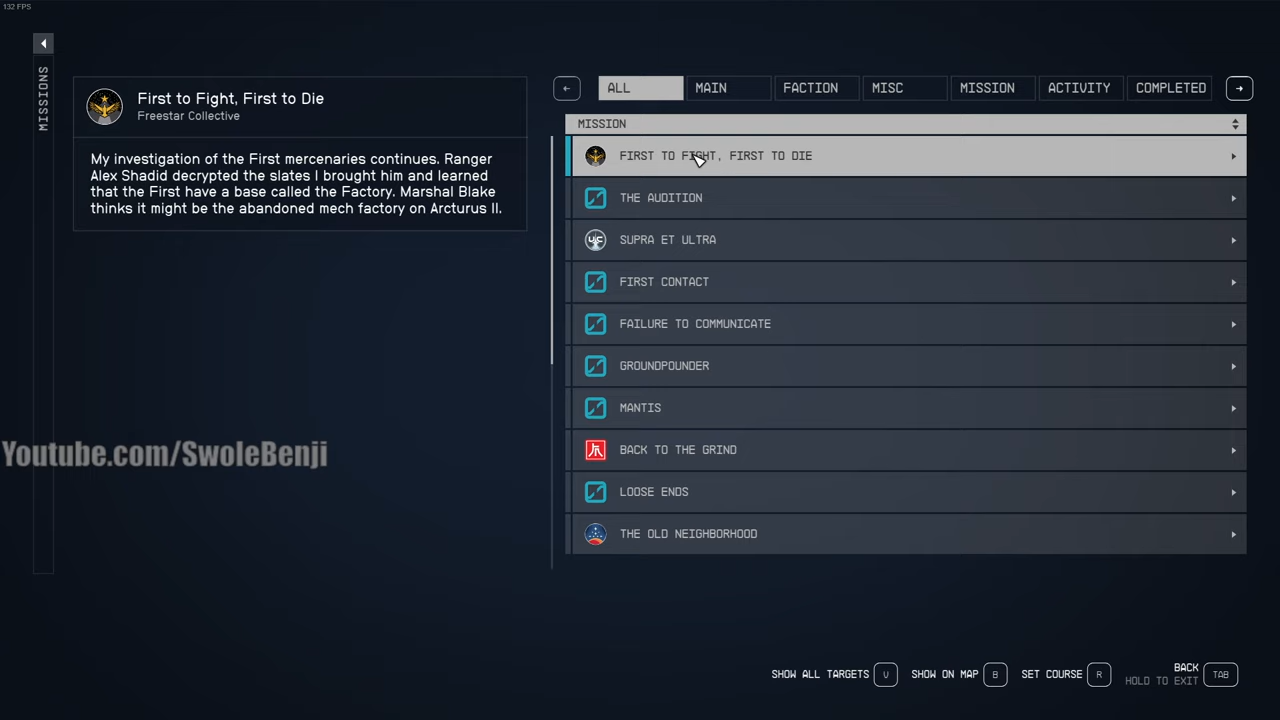 132 FPS
MISSIONS
First to Fight, First to Die
Freestar Collective
My investigation of the First mercenaries continues. Ranger
Alex Shadid decrypted the slates I brought him and learned
that the First have a base called the Factory. Marshal Blake
thinks it might be the abandoned mech factory on Arcturus II.
ALL MAIN FACTION MISC MISSION ACTIVITY COMPLETED
MISSION
FIRST TO FIGHT, FIRST TO DIE
THE AUDITION
UC SUPRA ET ULTRA
FIRST CONTACT
FAILURE TO COMMUNICATE
GROUNDPOUNDER
MANTIS
BACK TO THE GRIND
LOOSE ENDS
THE OLD NEIGHBORHOOD
Youtube.com/SwoleBenji
SHOW ALL TARGETS V SHOW ON MAP B SET COURSE R BACK TAB
HOLD TO EXIT